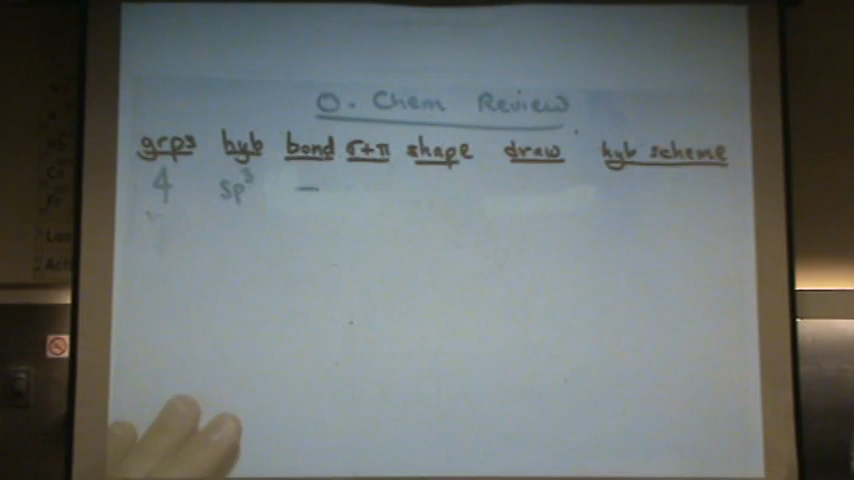 O. Chem Review
grps hyb bond σ+π shape draw hyb scheme
4 sp³ —